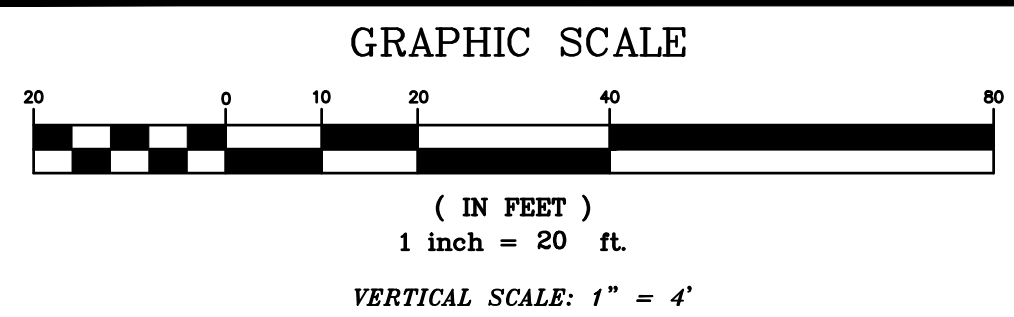 GRAPHIC SCALE
20 0 10 20 40 80
( IN FEET )
1 inch = 20 ft.
VERTICAL SCALE: 1" = 4'